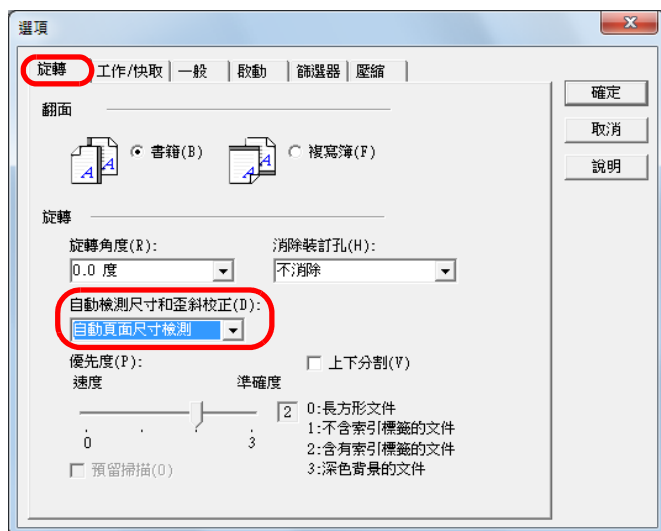 選項
旋轉 工作/快取 一般 啟動 篩選器 壓縮
確定
取消
說明
翻面
書籍(B) 複寫簿(F)
旋轉
旋轉角度(R): 消除裝訂孔(H):
0.0 度 不消除
自動檢測尺寸和歪斜校正(D):
自動頁面尺寸檢測
優先度(P): 上下分割(V)
速度 準確度
2 0:長方形文件
1:不含索引標籤的文件
0 3 2:含有索引標籤的文件
預留掃描(O) 3:深色背景的文件